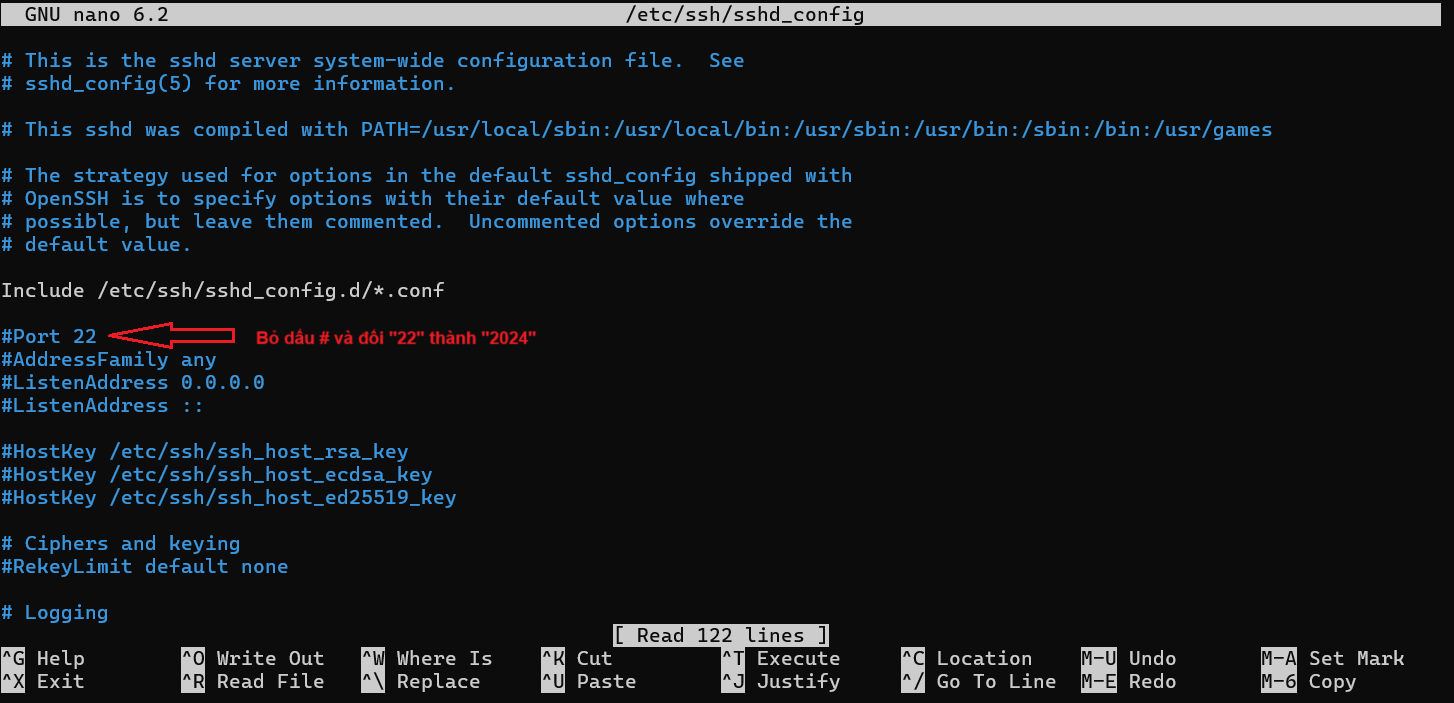 GNU nano 6.2 /etc/ssh/sshd_config
# This is the sshd server system-wide configuration file.  See
# sshd_config(5) for more information.
# This sshd was compiled with PATH=/usr/local/sbin:/usr/local/bin:/usr/sbin:/usr/bin:/sbin:/bin:/usr/games
# The strategy used for options in the default sshd_config shipped with
# OpenSSH is to specify options with their default value where
# possible, but leave them commented.  Uncommented options override the
# default value.
Include /etc/ssh/sshd_config.d/*.conf
#Port 22 Bỏ dấu # và đổi "22" thành "2024"
#AddressFamily any
#ListenAddress 0.0.0.0
#ListenAddress ::
#HostKey /etc/ssh/ssh_host_rsa_key
#HostKey /etc/ssh/ssh_host_ecdsa_key
#HostKey /etc/ssh/ssh_host_ed25519_key
# Ciphers and keying
#RekeyLimit default none
# Logging
[ Read 122 lines ]
^G Help ^O Write Out ^W Where Is ^K Cut ^T Execute ^C Location M-U Undo M-A Set Mark
^X Exit ^R Read File ^\ Replace ^U Paste ^J Justify ^/ Go To Line M-E Redo M-6 Copy